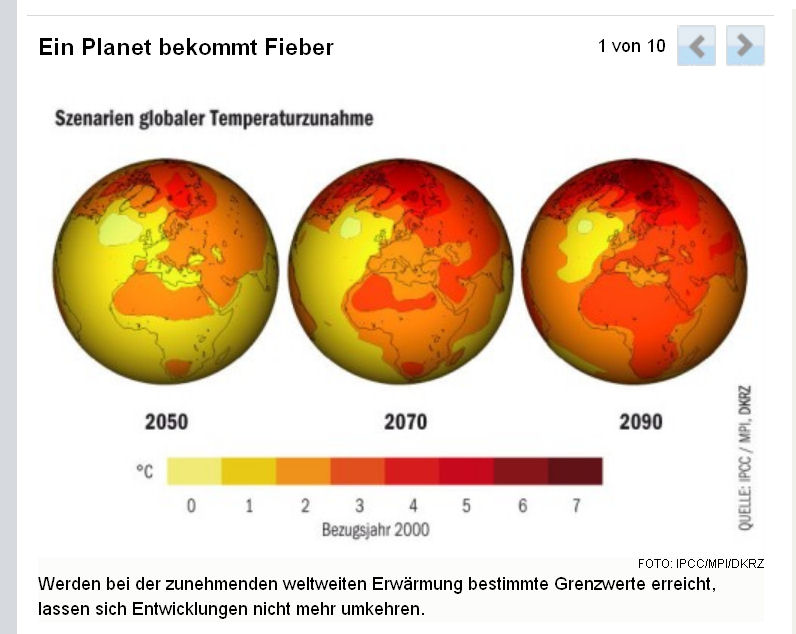 Ein Planet bekommt Fieber
1 von 10
Szenarien globaler Temperaturzunahme
2050 2070 2090
°C
0 1 2 3 4 5 6 7
Bezugsjahr 2000
QUELLE: IPCC / MPI, DKRZ
FOTO: IPCC/MPI/DKRZ
Werden bei der zunehmenden weltweiten Erwärmung bestimmte Grenzwerte erreicht,
lassen sich Entwicklungen nicht mehr umkehren.